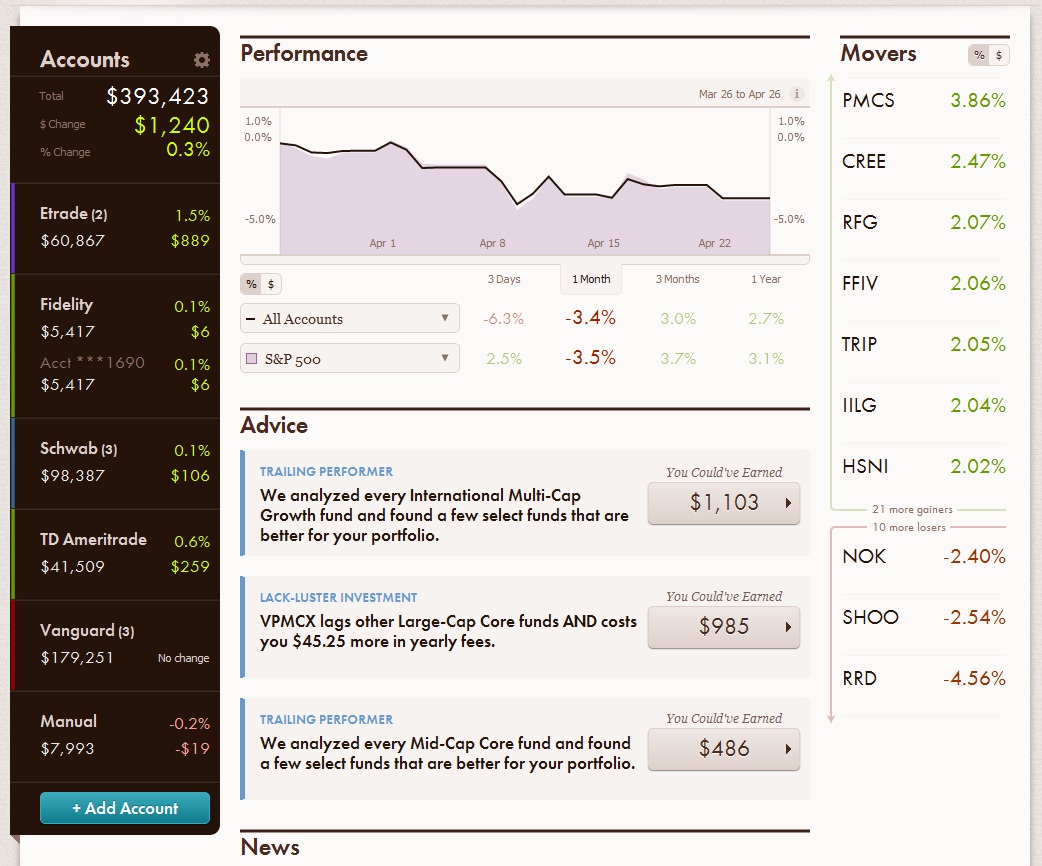 Accounts
Total $393,423
$ Change $1,240
% Change 0.3%
Etrade (2) 1.5%
$60,867 $889
Fidelity 0.1%
$5,417 $6
Acct ***1690 0.1%
$5,417 $6
Schwab (3) 0.1%
$98,387 $106
TD Ameritrade 0.6%
$41,509 $259
Vanguard (3)
$179,251 No change
Manual -0.2%
$7,993 -$19
+ Add Account
Performance
Mar 26 to Apr 26 i
1.0% 1.0%
0.0% 0.0%
-5.0% -5.0%
Apr 1 Apr 8 Apr 15 Apr 22
% $ 3 Days 1 Month 3 Months 1 Year
All Accounts -6.3% -3.4% 3.0% 2.7%
S&P 500 2.5% -3.5% 3.7% 3.1%
Advice
TRAILING PERFORMER
We analyzed every International Multi-Cap
Growth fund and found a few select funds that are
better for your portfolio.
You Could've Earned
$1,103
LACK-LUSTER INVESTMENT
VPMCX lags other Large-Cap Core funds AND costs
you $45.25 more in yearly fees.
You Could've Earned
$985
TRAILING PERFORMER
We analyzed every Mid-Cap Core fund and found
a few select funds that are better for your portfolio.
You Could've Earned
$486
News
Movers % $
PMCS 3.86%
CREE 2.47%
RFG 2.07%
FFIV 2.06%
TRIP 2.05%
IILG 2.04%
HSNI 2.02%
21 more gainers
10 more losers
NOK -2.40%
SHOO -2.54%
RRD -4.56%